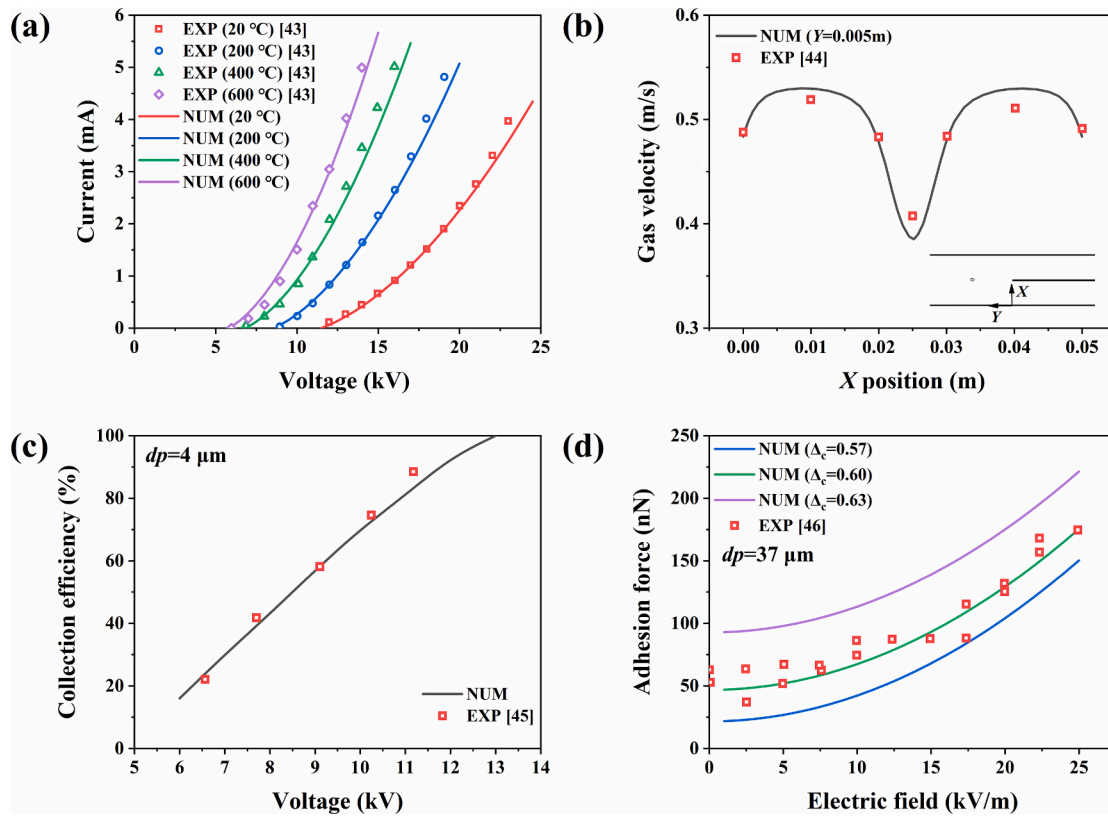 (a)
EXP (20 °C) [43]
EXP (200 °C) [43]
EXP (400 °C) [43]
EXP (600 °C) [43]
NUM (20 °C)
NUM (200 °C)
NUM (400 °C)
NUM (600 °C)
6
5
4
3
2
1
0
Current (mA)
0 5 10 15 20 25
Voltage (kV)
(b)
NUM (Y=0.005m)
EXP [44]
0.6
0.5
0.4
0.3
Gas velocity (m/s)
X
Y
0.00 0.01 0.02 0.03 0.04 0.05
X position (m)
(c)
dp=4 μm
100
80
60
40
20
0
Collection efficiency (%)
NUM
EXP [45]
5 6 7 8 9 10 11 12 13 14
Voltage (kV)
(d)
NUM (Δc=0.57)
NUM (Δc=0.60)
NUM (Δc=0.63)
EXP [46]
dp=37 μm
250
200
150
100
50
0
Adhesion force (nN)
0 5 10 15 20 25
Electric field (kV/m)